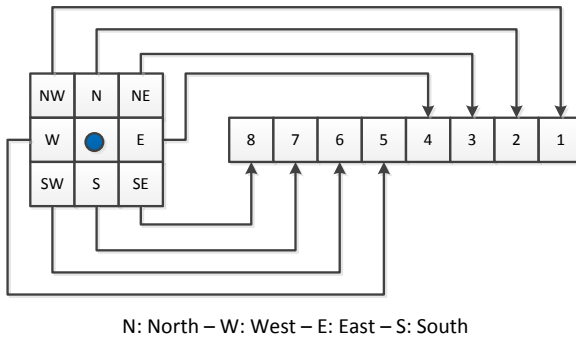 NW N NE
W E 8 7 6 5 4 3 2 1
SW S SE
N: North – W: West – E: East – S: South